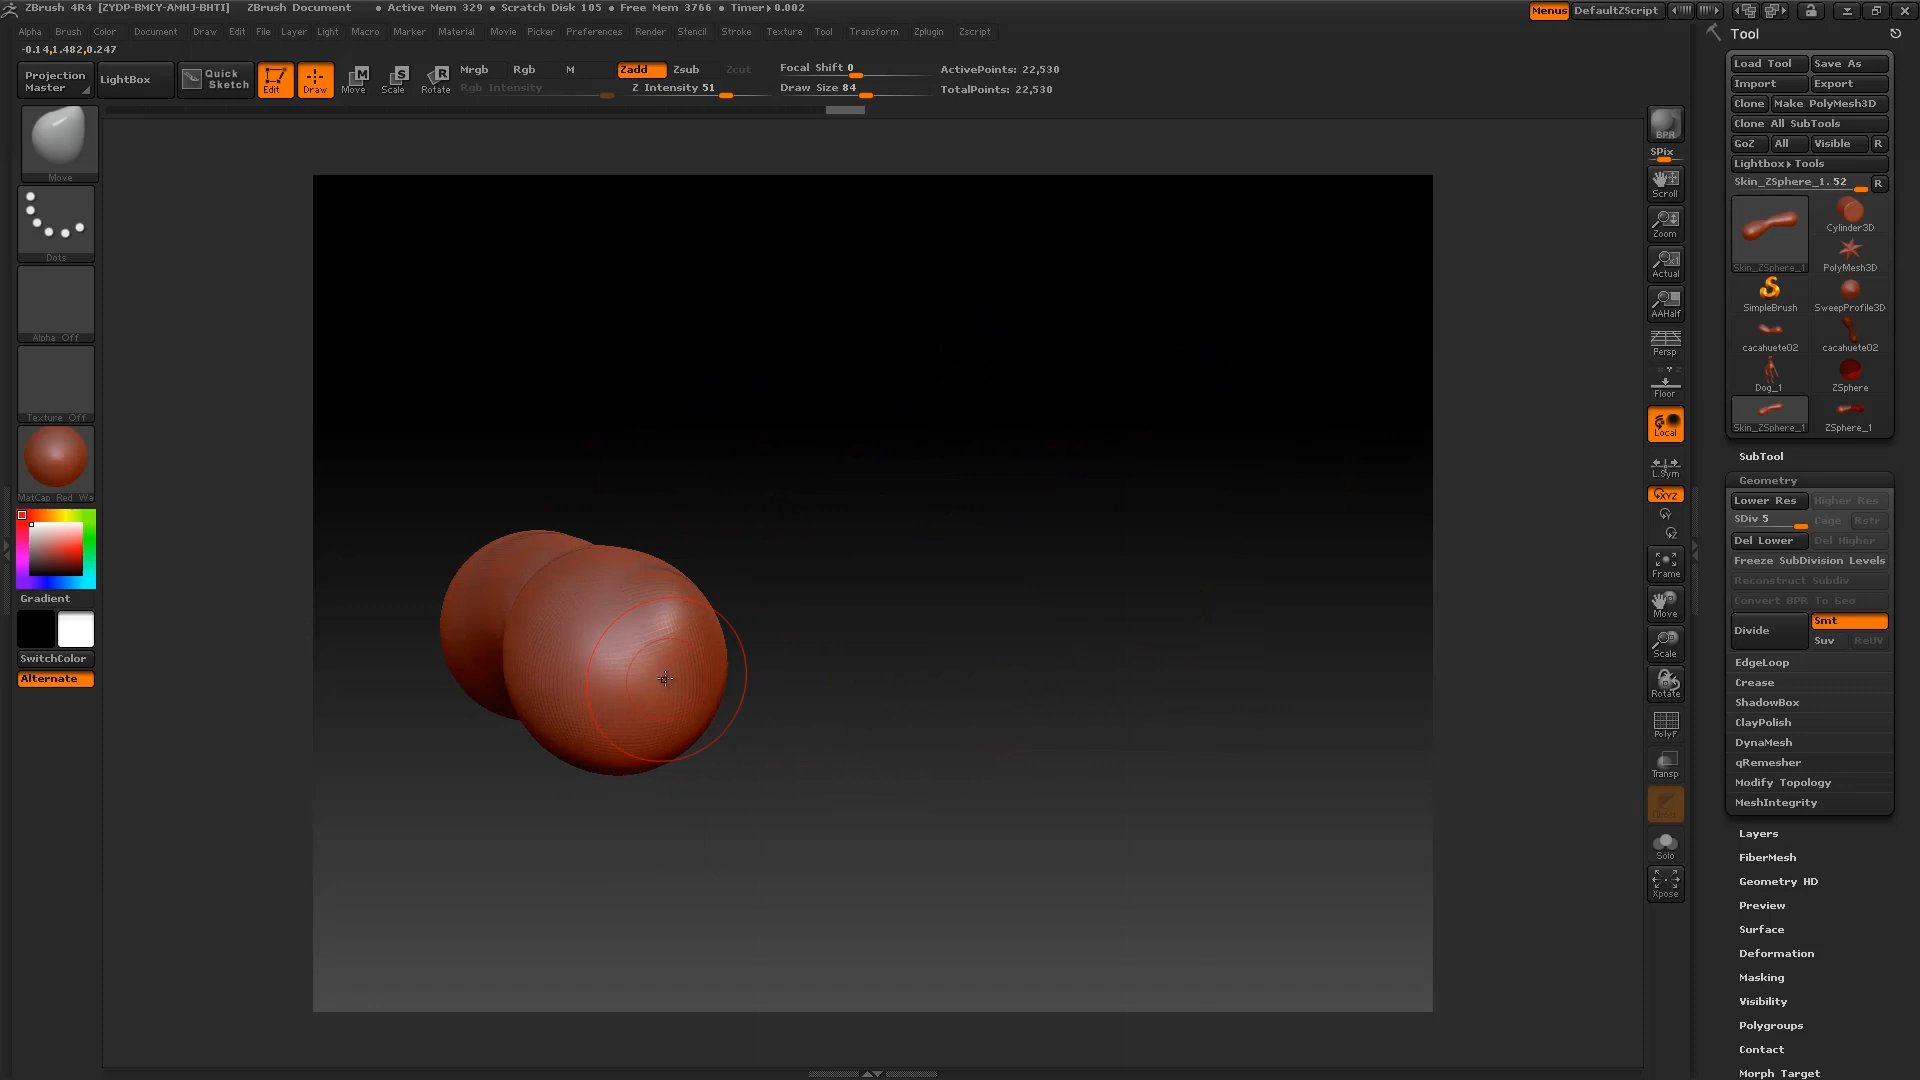 ZBrush 4R4 [ZYDP-BMCY-AMHJ-BHTI] ZBrush Document • Active Mem 329 • Scratch Disk 105 • Free Mem 3766 • Timer▸0.002 Menus DefaultZScript
Alpha Brush Color Document Draw Edit File Layer Light Macro Marker Material Movie Picker Preferences Render Stencil Stroke Texture Tool Transform Zplugin Zscript
-0.14,1.482,0.247
Projection Master
LightBox
Quick Sketch
Edit
Draw
Move
Scale
Rotate
Mrgb Rgb M
Rgb Intensity
Zadd Zsub Zcut
Z Intensity 51
Focal Shift 0
Draw Size 84
ActivePoints: 22,530
TotalPoints: 22,530
Move
Dots
Alpha Off
Texture Off
MatCap Red Wa
Gradient
SwitchColor
Alternate
BPR
SPix
Scroll
Zoom
Actual
AAHalf
Persp
Floor
Local
L.Sym
XYZ
Frame
Move
Scale
Rotate
PolyF
Transp
Solo
Xpose
Tool
Load Tool Save As
Import Export
Clone Make PolyMesh3D
Clone All SubTools
GoZ All Visible R
Lightbox▸Tools
Skin_ZSphere_1. 52 R
Skin_ZSphere_1 Cylinder3D
PolyMesh3D
SimpleBrush SweepProfile3D
cacahuete02 cacahuete02
Dog_1 ZSphere
Skin_ZSphere_1 ZSphere_1
SubTool
Geometry
Lower Res Higher Res
SDiv 5 Cage Rstr
Del Lower Del Higher
Freeze SubDivision Levels
Reconstruct Subdiv
Convert BPR To Geo
Divide Smt
Suv ReUV
EdgeLoop
Crease
ShadowBox
ClayPolish
DynaMesh
qRemesher
Modify Topology
MeshIntegrity
Layers
FiberMesh
Geometry HD
Preview
Surface
Deformation
Masking
Visibility
Polygroups
Contact
Morph Target